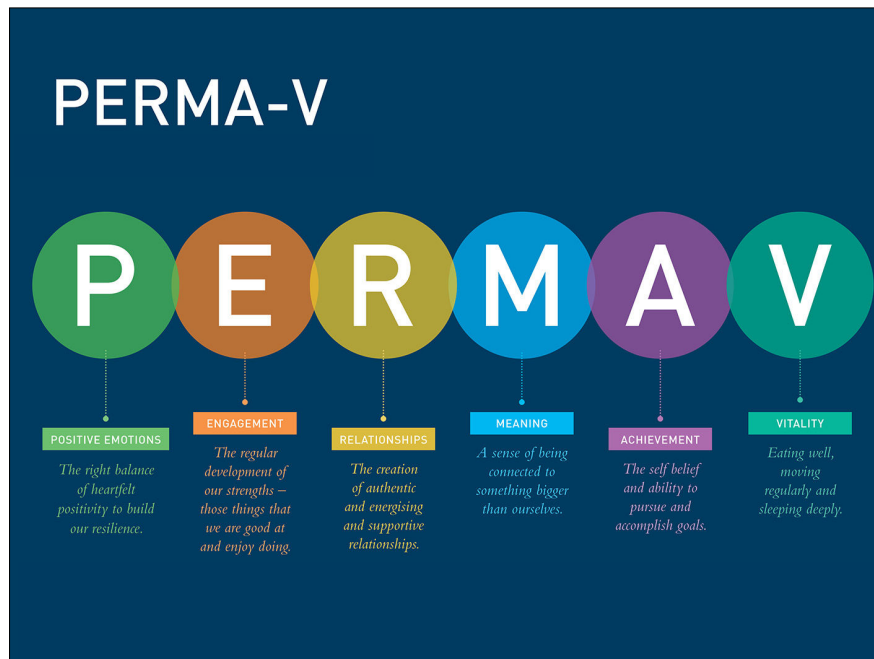 PERMA-V
P E R M A V
POSITIVE EMOTIONS
The right balance
of heartfelt
positivity to build
our resilience.
ENGAGEMENT
The regular
development of
our strengths –
those things that
we are good at
and enjoy doing.
RELATIONSHIPS
The creation
of authentic
and energising
and supportive
relationships.
MEANING
A sense of being
connected to
something bigger
than ourselves.
ACHIEVEMENT
The self belief
and ability to
pursue and
accomplish goals.
VITALITY
Eating well,
moving
regularly and
sleeping deeply.